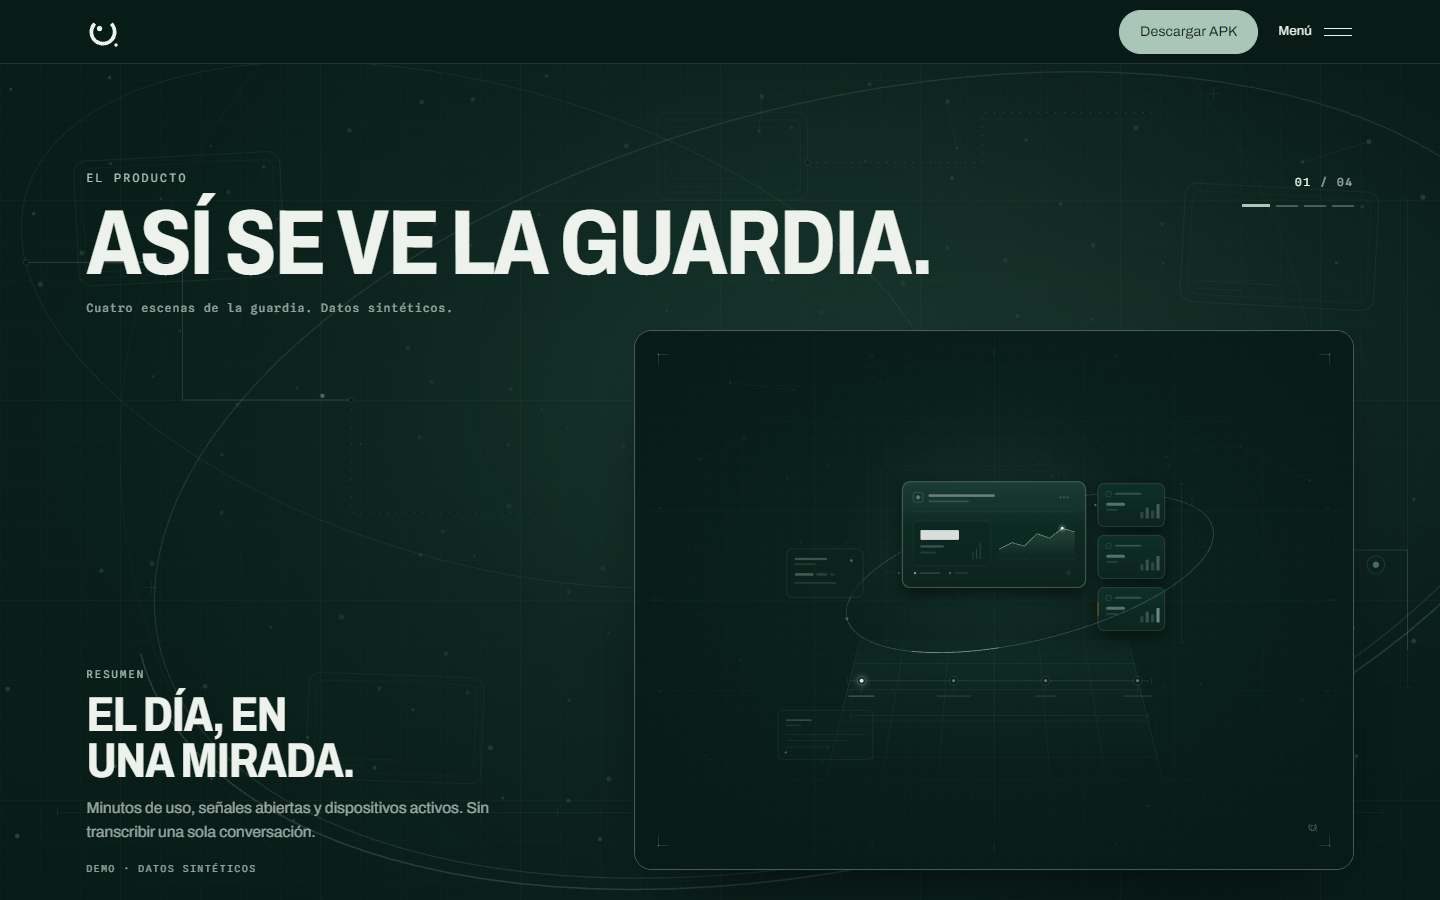 Descargar APK
Menú
EL PRODUCTO
01 / 04
ASÍ SE VE LA GUARDIA.
Cuatro escenas de la guardia. Datos sintéticos.
RESUMEN
EL DÍA, EN
UNA MIRADA.
Minutos de uso, señales abiertas y dispositivos activos. Sin
transcribir una sola conversación.
DEMO · DATOS SINTÉTICOS